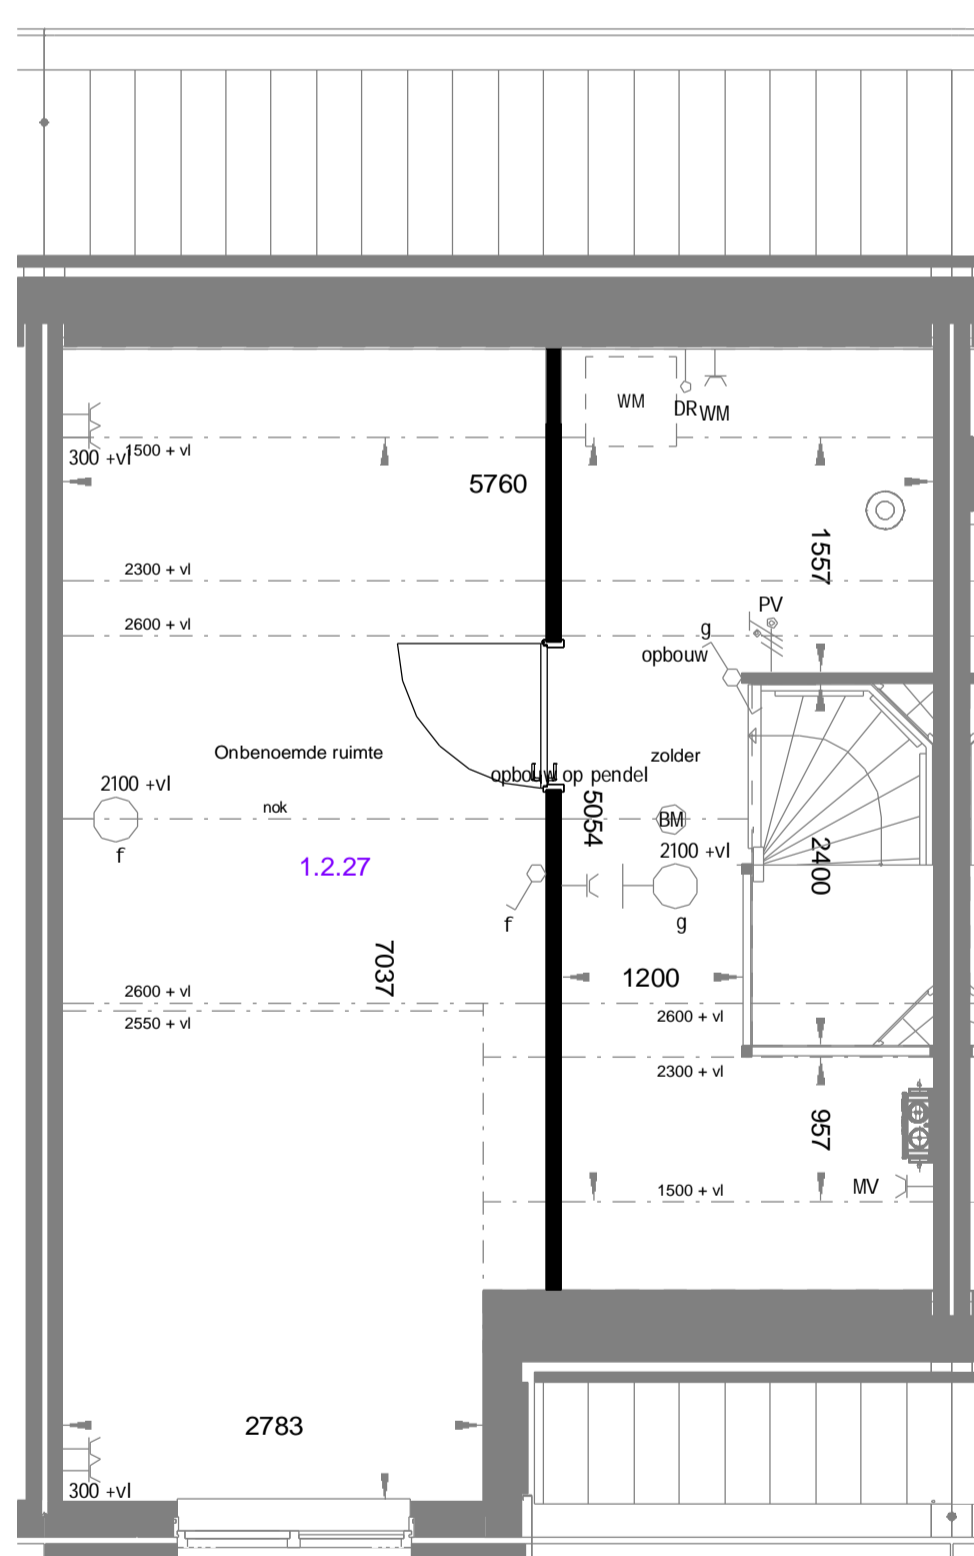 WM
DR
WM
1500 + vl
300 +vl
5760
1557
2300 + vl
2600 + vl
PV
g
opbouw
Onbenoemde ruimte
zolder
opbouw op pendel
2100 +vl
nok
5054
BM
f
2100 +vl
2400
1.2.27
f
g
7037
1200
2600 + vl
2600 + vl
2550 + vl
2300 + vl
957
MV
1500 + vl
2783
300 +vl